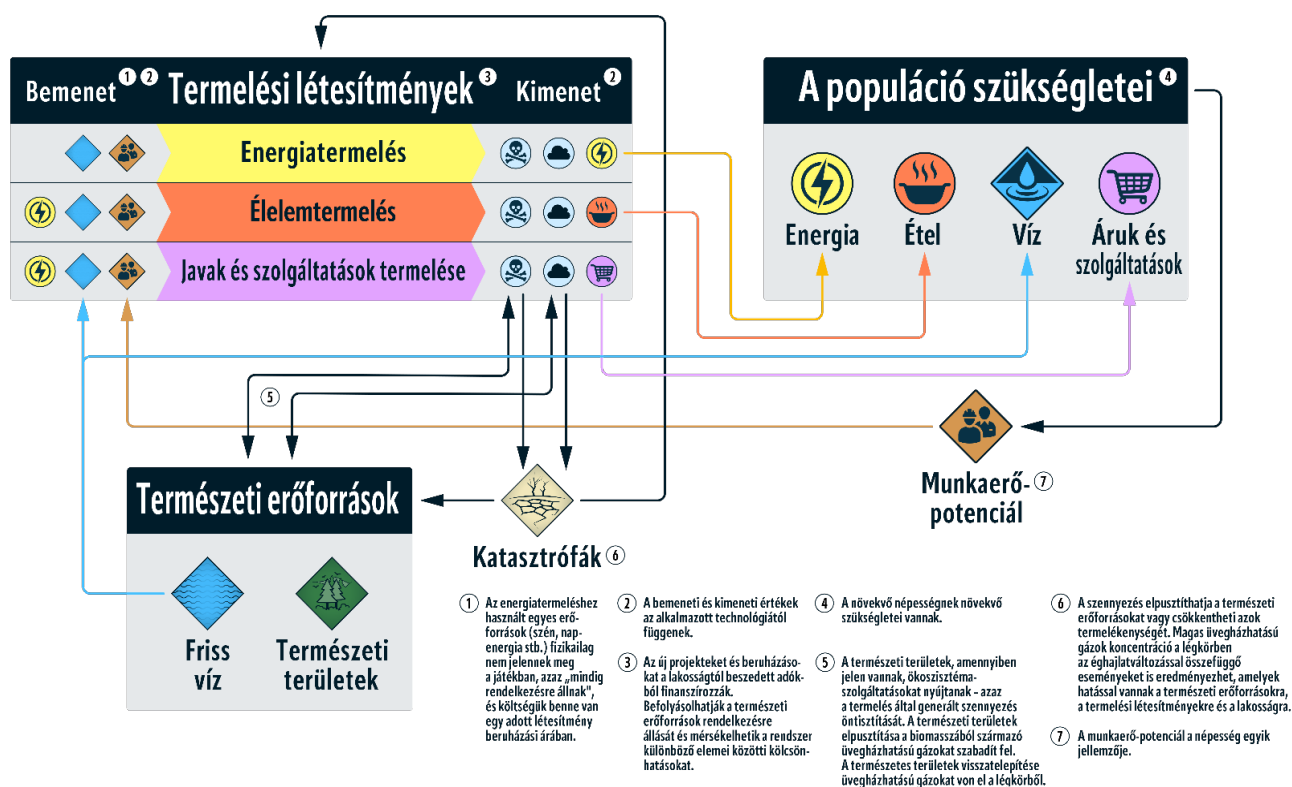 Bemenet 1 2 Termelési létesítmények 3 Kimenet 2
Energiatermelés
Élelemtermelés
Javak és szolgáltatások termelése
A populáció szükségletei 4
Energia
Étel
Víz
Áruk és
szolgáltatások
5
Munkaerő- 7
potenciál
Természeti erőforrások
Friss
víz
Természeti
területek
Katasztrófák 6
1 Az energiatermeléshez
használt egyes erő-
források (szén, nap-
energia stb.) fizikailag
nem jelennek meg
a játékban, azaz „mindig
rendelkezésre állnak",
és költségük benne van
egy adott létesítmény
beruházási árában.
2 A bemeneti és kimeneti értékek
az alkalmazott technológiától
függenek.
3 Az új projekteket és beruházáso-
kat a lakosságtól beszedett adók-
ból finanszírozzák.
Befolyásolhatják a természeti
erőforrások rendelkezésre
állását és mérsékelhetik a rendszer
különböző elemei közötti kölcsön-
hatásokat.
4 A növekvő népességnek növekvő
szükségletei vannak.
5 A természeti területek, amennyiben
jelen vannak, ökoszisztéma-
szolgáltatásokat nyújtanak - azaz
a termelés által generált szennyezés
öntisztítását. A természeti területek
elpusztítása a biomasszából származó
üvegházhatású gázokat szabadít fel.
A természetes területek visszatelepítése
üvegházhatású gázokat von el a légkörből.
6 A szennyezés elpusztíthatja a természeti
erőforrásokat vagy csökkentheti azok
termelékenységét. Magas üvegházhatású
gázok koncentráció a légkörben
az éghajlatváltozással összefüggő
eseményeket is eredményezhet, amelyek
hatással vannak a természeti erőforrásokra,
a termelési létesítményekre és a lakosságra.
7 A munkaerő-potenciál a népesség egyik
jellemzője.